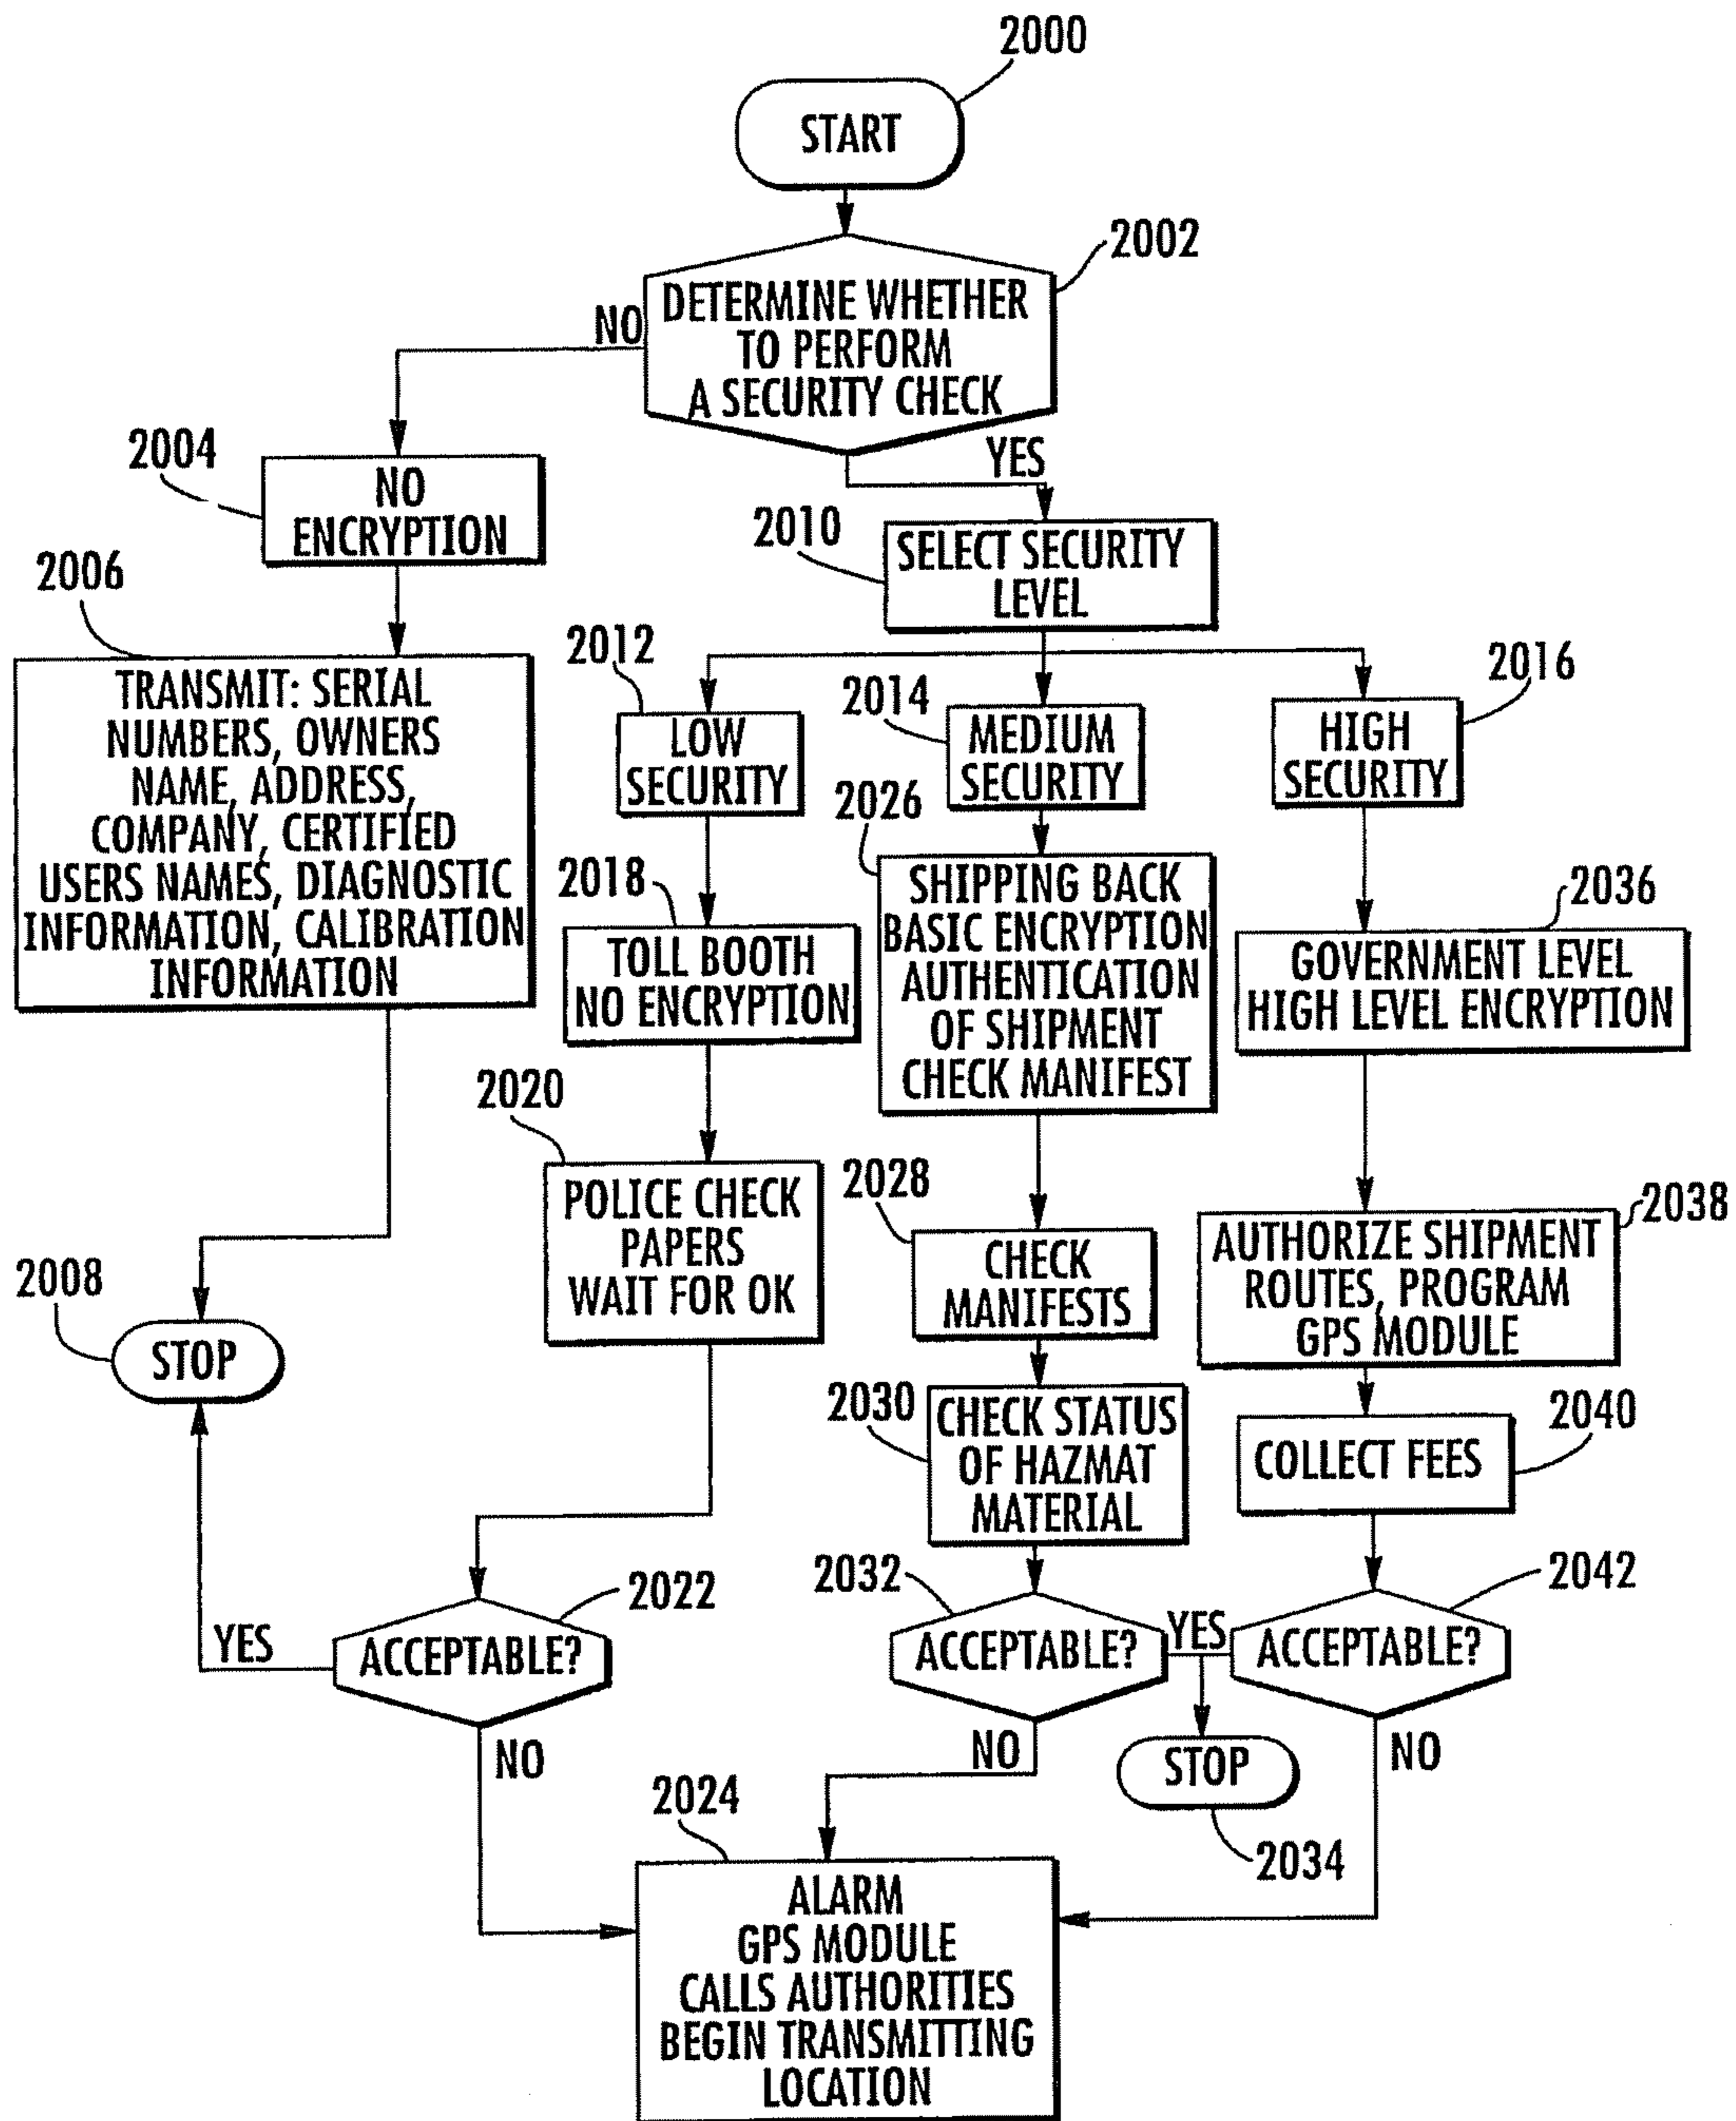 2000
START
2002
DETERMINE WHETHER
TO PERFORM
A SECURITY CHECK
NO
YES
2004
NO
ENCRYPTION
2010
SELECT SECURITY
LEVEL
2006
TRANSMIT: SERIAL
NUMBERS, OWNERS
NAME, ADDRESS,
COMPANY, CERTIFIED
USERS NAMES, DIAGNOSTIC
INFORMATION, CALIBRATION
INFORMATION
2012
LOW
SECURITY
2014
MEDIUM
SECURITY
2016
HIGH
SECURITY
2018
TOLL BOOTH
NO ENCRYPTION
2026
SHIPPING BACK
BASIC ENCRYPTION
AUTHENTICATION
OF SHIPMENT
CHECK MANIFEST
2036
GOVERNMENT LEVEL
HIGH LEVEL ENCRYPTION
2020
POLICE CHECK
PAPERS
WAIT FOR OK
2028
CHECK
MANIFESTS
2038
AUTHORIZE SHIPMENT
ROUTES, PROGRAM
GPS MODULE
2008
STOP
2030
CHECK STATUS
OF HAZMAT
MATERIAL
2040
COLLECT FEES
2022
ACCEPTABLE?
YES
NO
2032
ACCEPTABLE?
YES
NO
2042
ACCEPTABLE?
NO
STOP
2034
2024
ALARM
GPS MODULE
CALLS AUTHORITIES
BEGIN TRANSMITTING
LOCATION